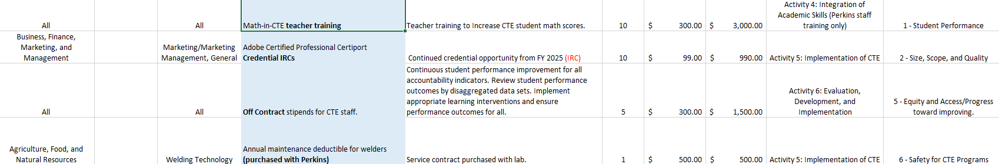 Activity 4: Integration of
Academic Skills (Perkins staff
All All Math-in-CTE teacher training Teacher training to Increase CTE student math scores. 10 $ 300.00 $ 3,000.00 training only) 1 - Student Performance
Business, Finance,
Marketing, and Marketing/Marketing Adobe Certified Professional Certiport
Management Management, General Credential IRCs Continued credential opportunity from FY 2025 (IRC) 10 $ 99.00 $ 990.00 Activity 5: Implementation of CTE 2 - Size, Scope, and Quality
Continuous student performance improvement for all
accountability indicators. Review student performance
outcomes by disaggregated data sets. Implement Activity 6: Evaluation,
appropriate learning interventions and ensure Development, and 5 - Equity and Access/Progress
All All Off Contract stipends for CTE staff. performance outcomes for all. 5 $ 300.00 $ 1,500.00 Implementation toward improving.
Agriculture, Food, and Annual maintenance deductible for welders
Natural Resources Welding Technology (purchased with Perkins) Service contract purchased with lab. 1 $ 500.00 $ 500.00 Activity 5: Implementation of CTE 6 - Safety for CTE Programs